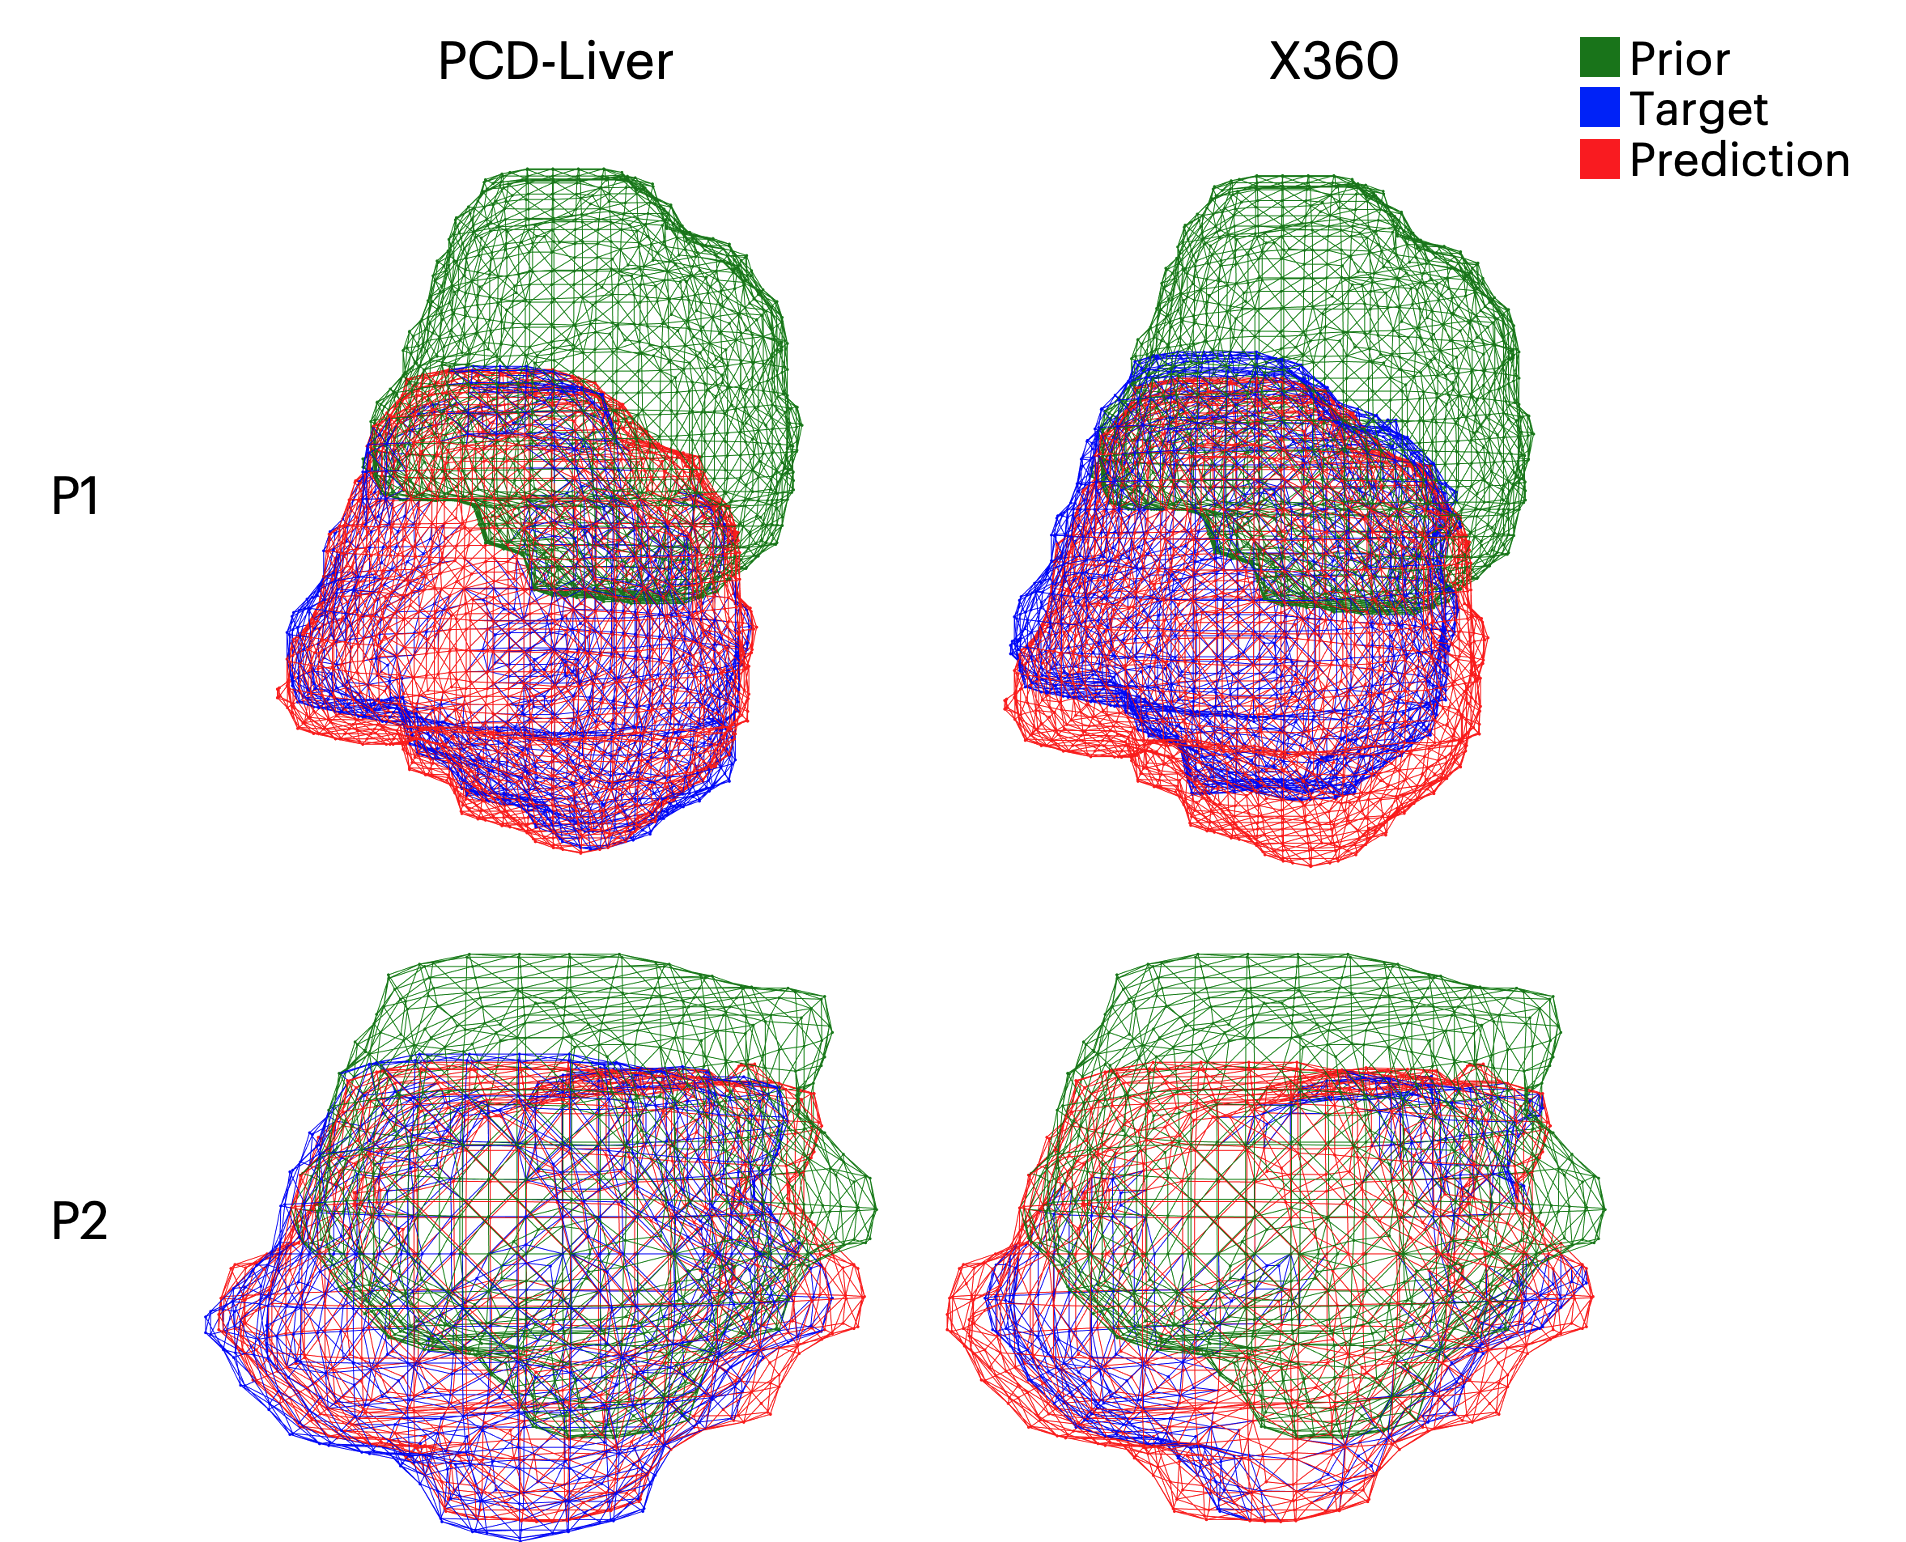 PCD-Liver
X360
Prior
Target
Prediction
P1
P2